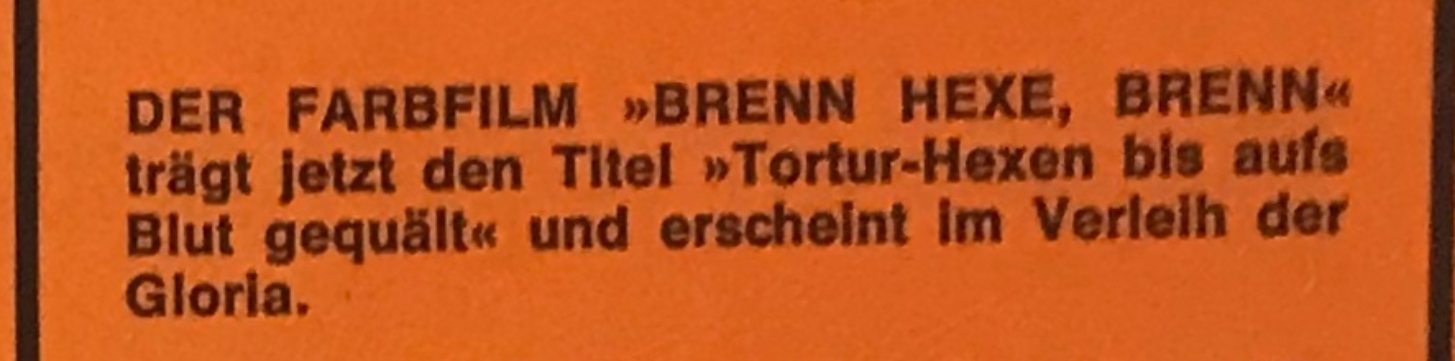 DER FARBFILM »BRENN HEXE, BRENN«
trägt jetzt den Titel »Tortur-Hexen bis aufs
Blut gequält« und erscheint im Verleih der
Gloria.